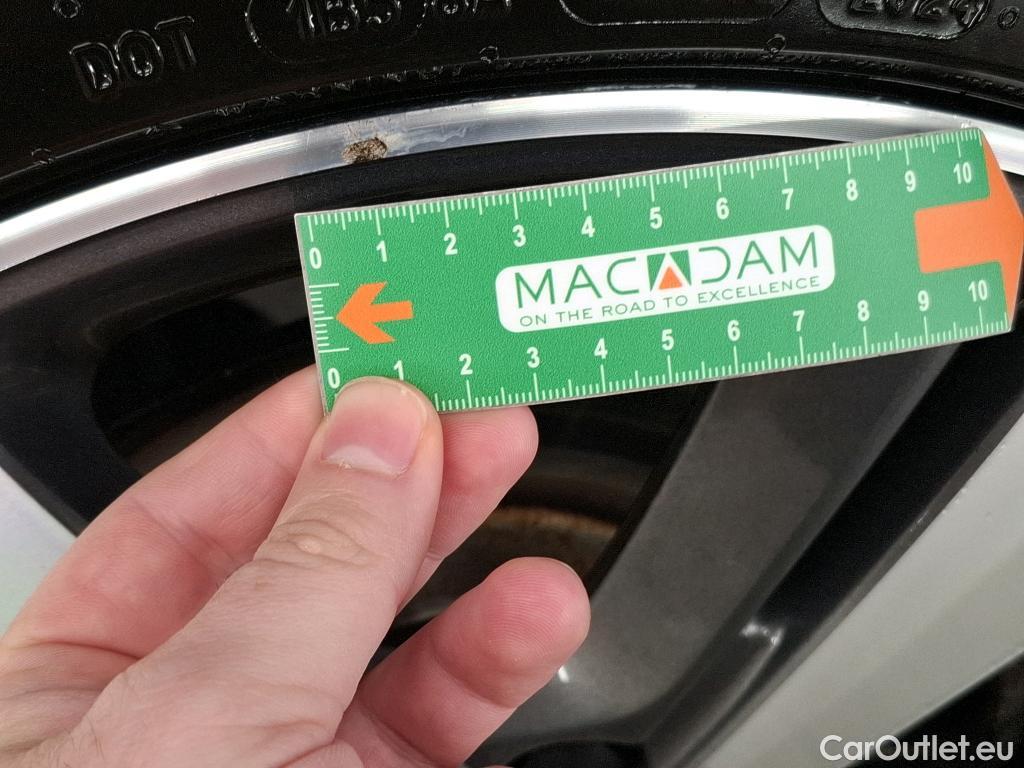 DOT
0 1 2 3 4 5 6 7 8 9 10
MACADAM
ON THE ROAD TO EXCELLENCE
0 1 2 3 4 5 6 7 8 9 10
CarOutlet.eu